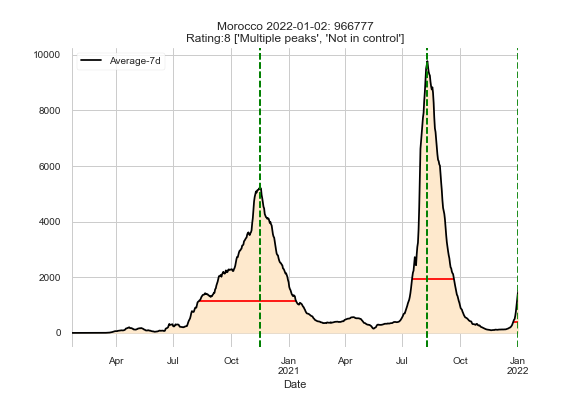 Morocco 2022-01-02: 966777
Rating:8 ['Multiple peaks', 'Not in control']
Average-7d
10000
8000
6000
4000
2000
0
Apr Jul Oct Jan Apr Jul Oct Jan
2021 2022
Date